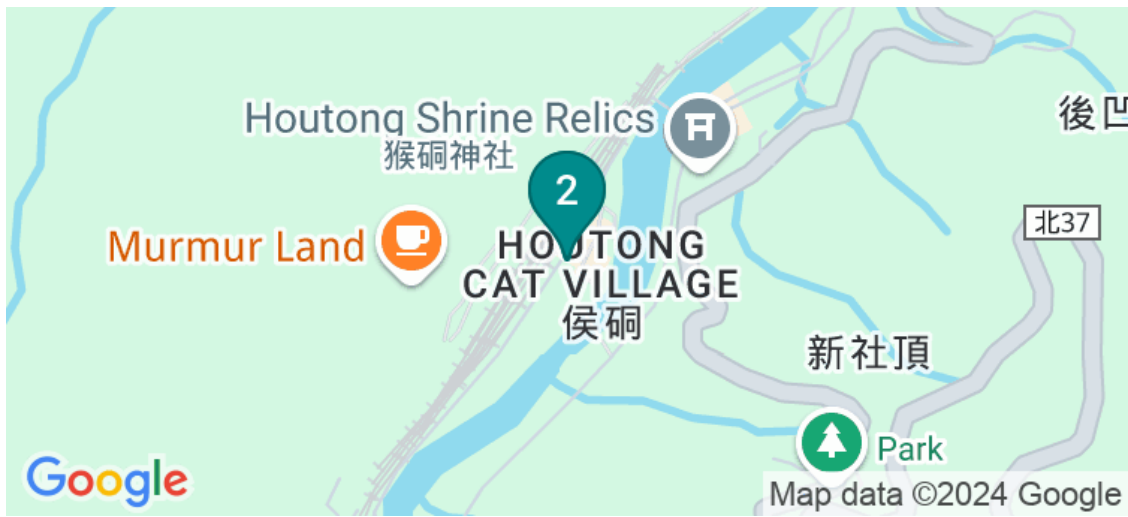 後凹
Houtong Shrine Relics
猴硐神社
2
北37
Murmur Land
HOUTONG
CAT VILLAGE
侯硐
新社頂
Park
Google
Map data ©2024 Google